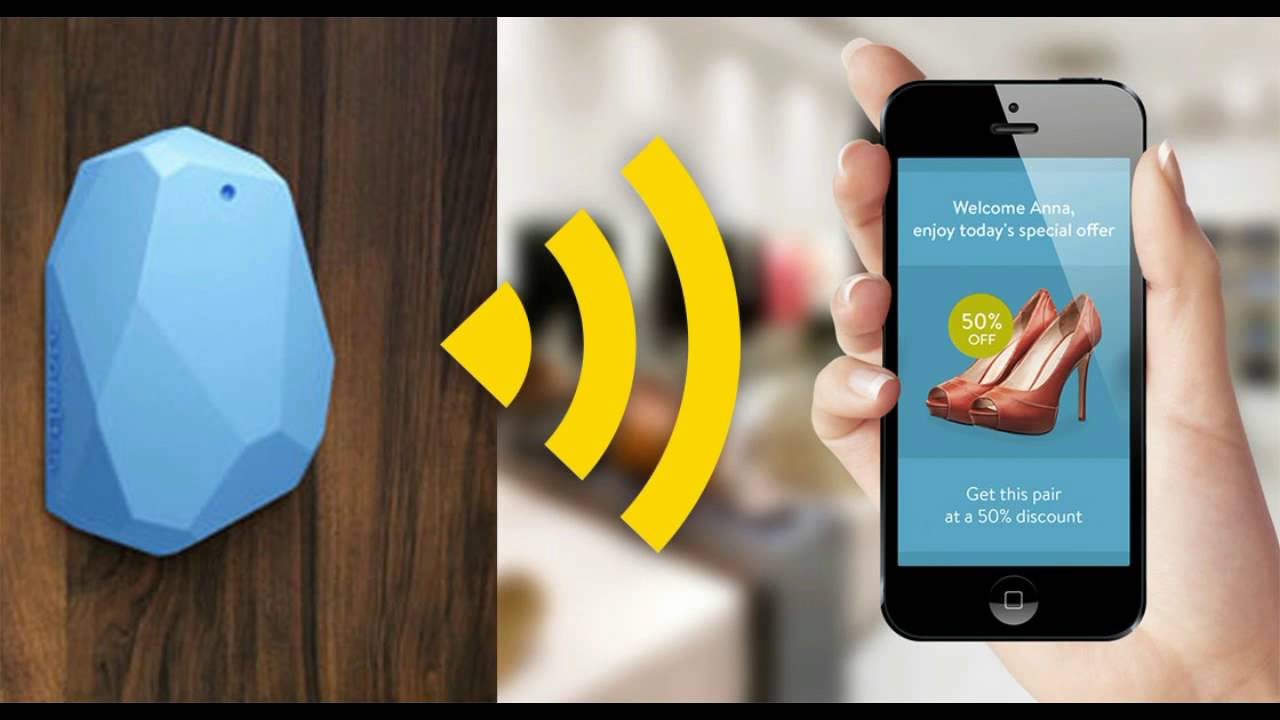 Welcome Anna,
enjoy today's special offer
50%
OFF
Get this pair
at a 50% discount